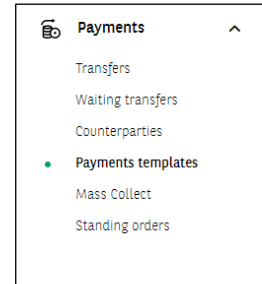 Payments
Transfers
Waiting transfers
Counterparties
Payments templates
Mass Collect
Standing orders